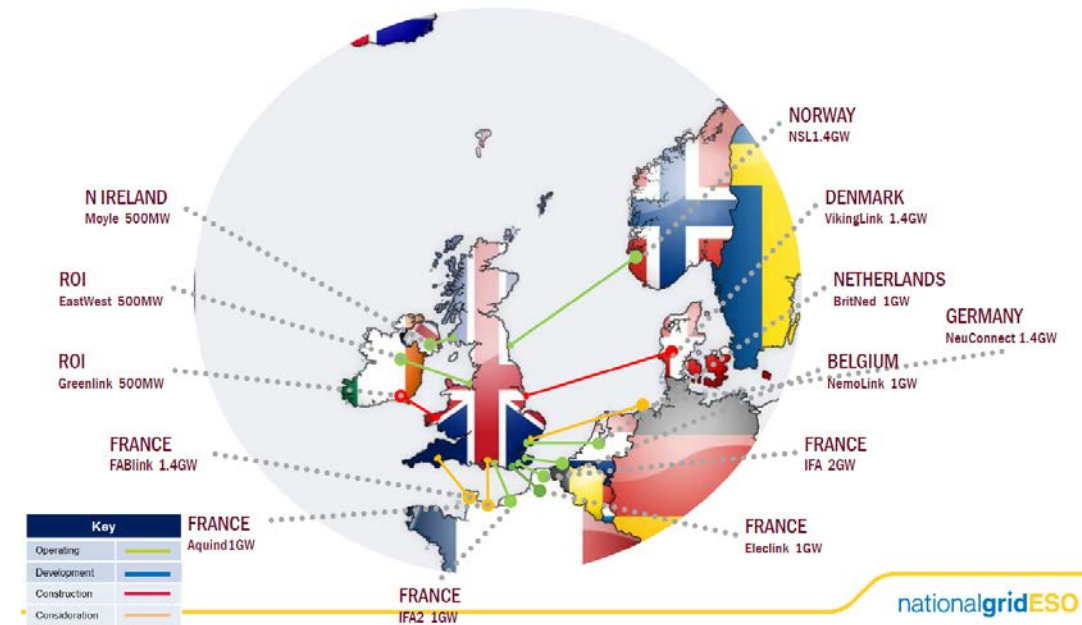 NORWAY
NSL1.4GW
N IRELAND
Moyle 500MW
DENMARK
VikingLink 1.4GW
ROI
EastWest 500MW
NETHERLANDS
BritNed 1GW
GERMANY
NeuConnect 1.4GW
ROI
Greenlink 500MW
BELGIUM
NemoLink 1GW
FRANCE
FABlink 1.4GW
FRANCE
IFA 2GW
FRANCE
Aquind1GW
FRANCE
Eleclink 1GW
FRANCE
IFA2 1GW
Key
Operating
Development
Construction
Consideration
nationalgridESO